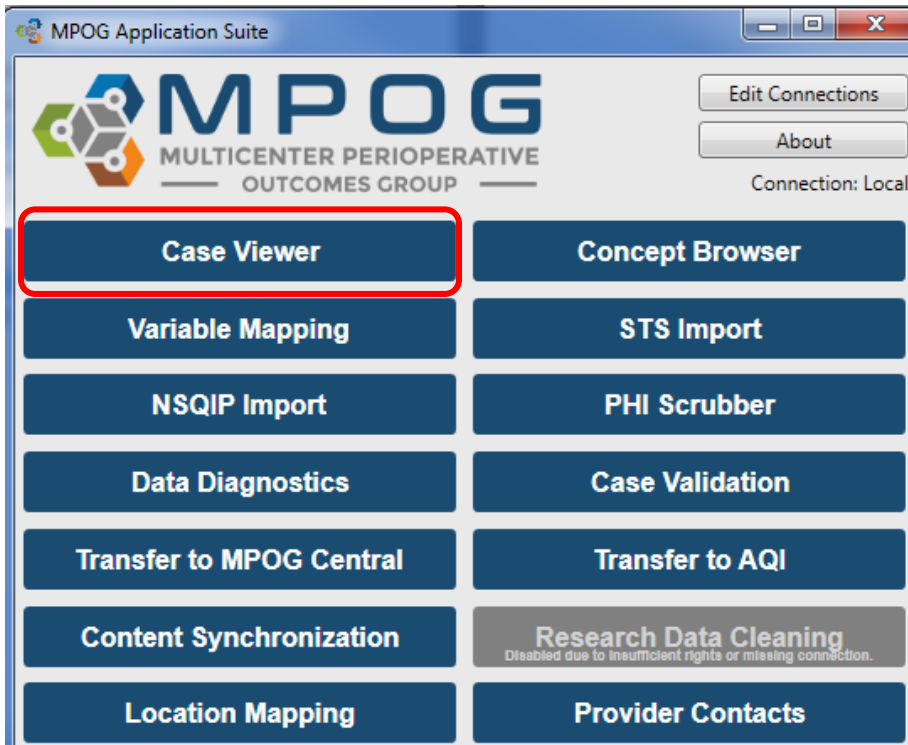 MPOG Application Suite
MPOG
MULTICENTER PERIOPERATIVE
OUTCOMES GROUP
Edit Connections
About
Connection: Local
Case Viewer
Concept Browser
Variable Mapping
STS Import
NSQIP Import
PHI Scrubber
Data Diagnostics
Case Validation
Transfer to MPOG Central
Transfer to AQI
Content Synchronization
Research Data Cleaning
Disabled due to insufficient rights or missing connection.
Location Mapping
Provider Contacts